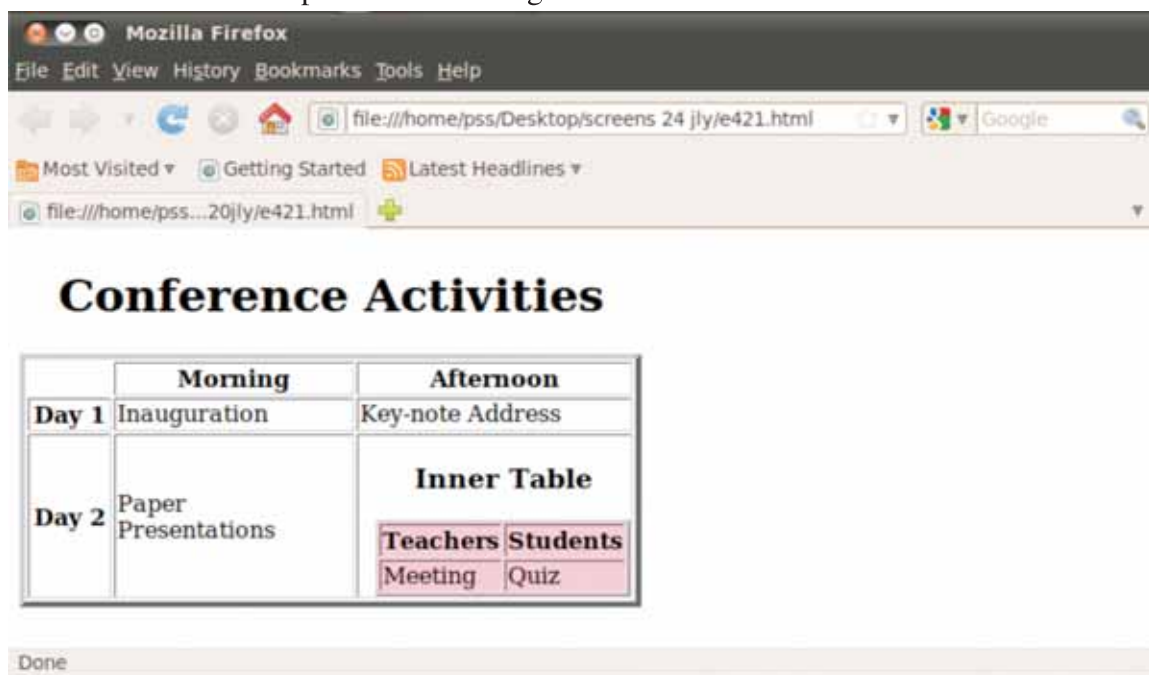 Mozilla Firefox
File Edit View History Bookmarks Tools Help
file:///home/pss/Desktop/screens 24 jly/e421.html Google
Most Visited Getting Started Latest Headlines
file:///home/pss...20jly/e421.html
Conference Activities
Morning Afternoon
Day 1 Inauguration Key-note Address
Inner Table
Day 2 Paper
Presentations
Teachers Students
Meeting Quiz
Done